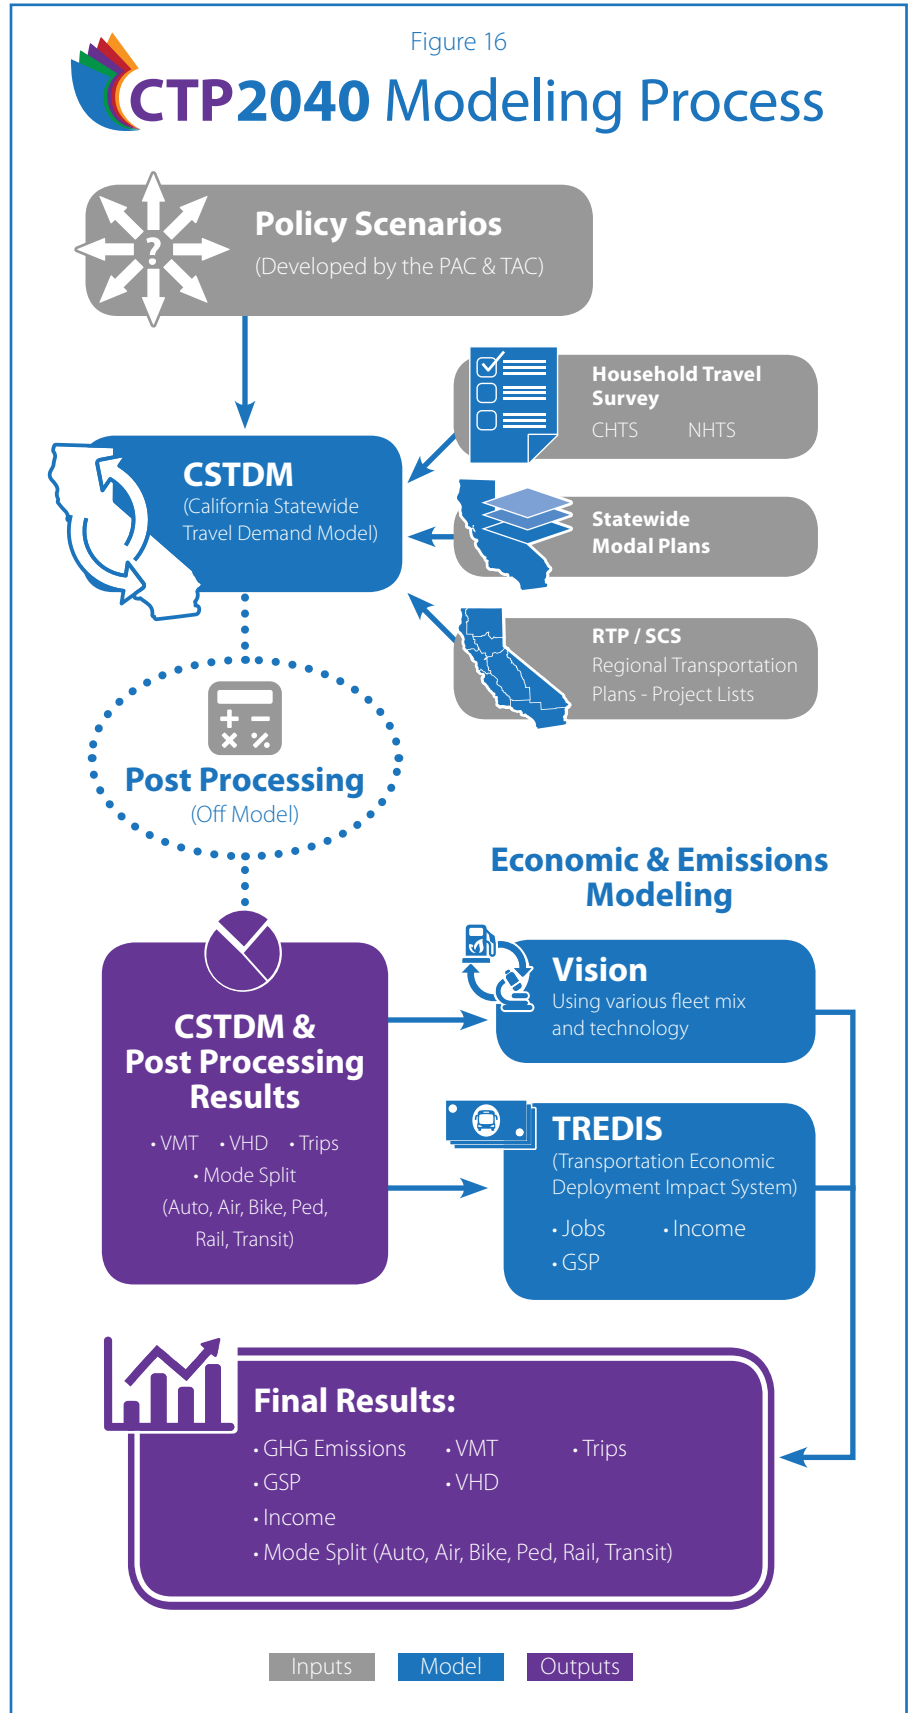 Figure 16
CTP2040 Modeling Process
?
Policy Scenarios
(Developed by the PAC & TAC)
Household Travel
Survey
CHTS NHTS
CSTDM
(California Statewide
Travel Demand Model)
Statewide
Modal Plans
RTP / SCS
Regional Transportation
Plans - Project Lists
Post Processing
(Off Model)
Economic & Emissions
Modeling
CSTDM &
Post Processing
Results
• VMT • VHD • Trips
• Mode Split
(Auto, Air, Bike, Ped,
Rail, Transit)
Vision
Using various fleet mix
and technology
TREDIS
(Transportation Economic
Deployment Impact System)
• Jobs • Income
• GSP
Final Results:
• GHG Emissions • VMT • Trips
• GSP • VHD
• Income
• Mode Split (Auto, Air, Bike, Ped, Rail, Transit)
Inputs Model Outputs